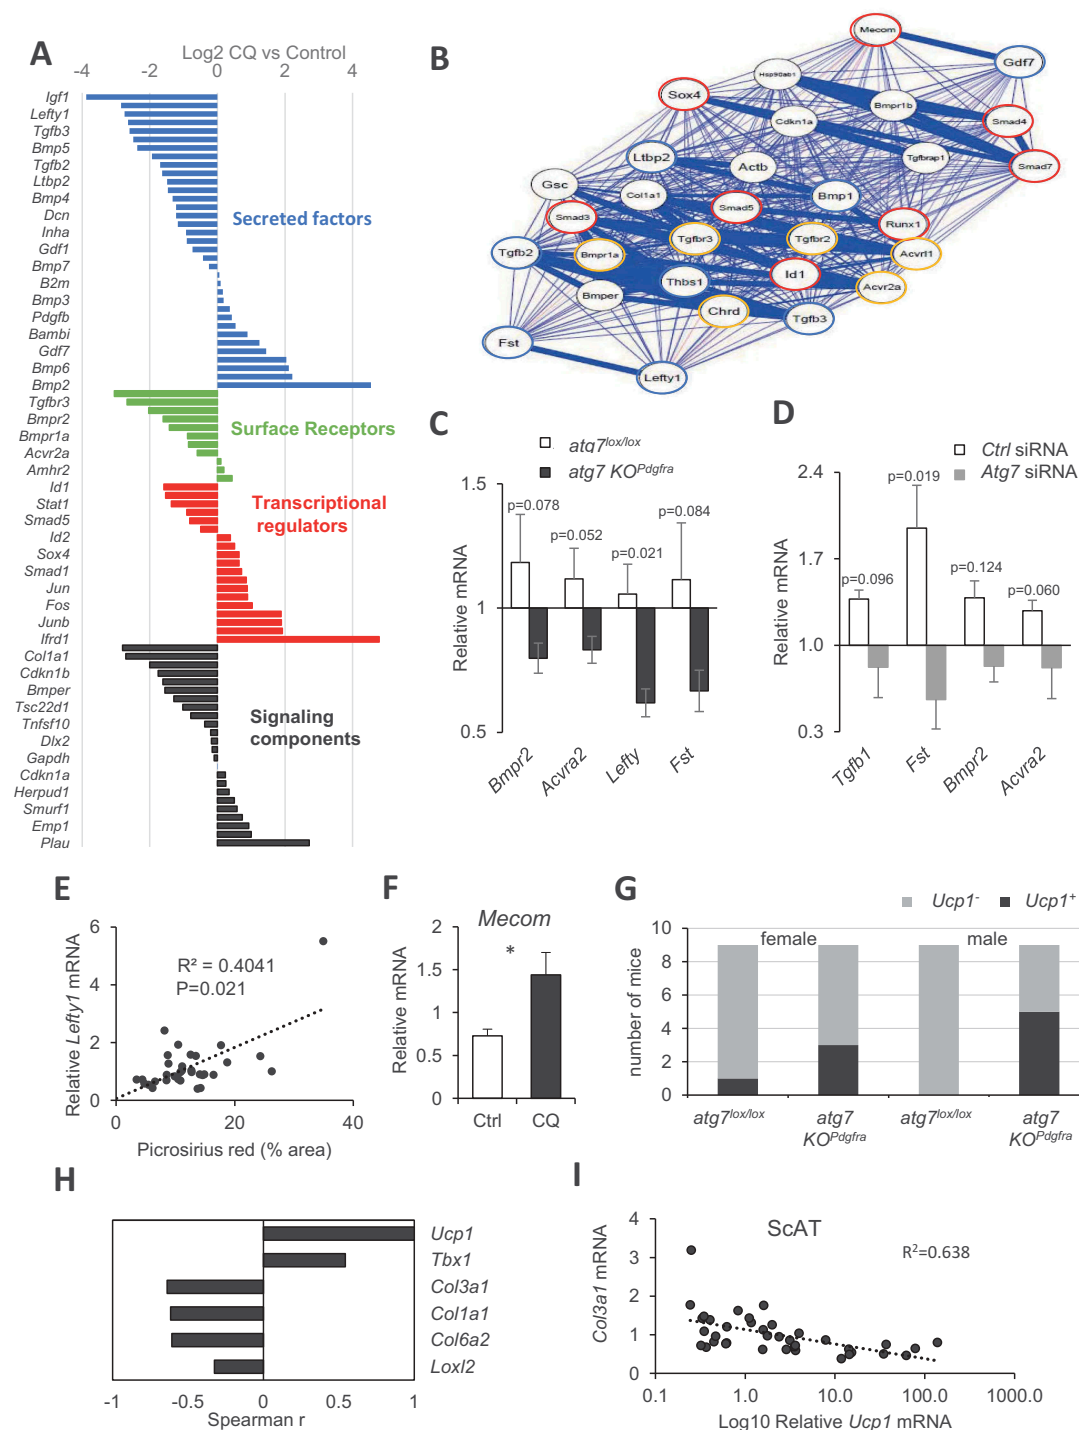 A
Log2 CQ vs Control
-4 -2 0 2 4
Igf1
Lefty1
Tgfb3
Bmp5
Tgfb2
Ltbp2
Bmp4
Dcn
Inha
Gdf1
Bmp7
B2m
Bmp3
Pdgfb
Bambi
Gdf7
Bmp6
Bmp2
Tgfbr3
Bmpr2
Bmpr1a
Acvr2a
Amhr2
Id1
Stat1
Smad5
Id2
Sox4
Smad1
Jun
Fos
Junb
Ifrd1
Col1a1
Cdkn1b
Bmper
Tsc22d1
Tnfsf10
Dlx2
Gapdh
Cdkn1a
Herpud1
Smurf1
Emp1
Plau
Secreted factors
Surface Receptors
Transcriptional
regulators
Signaling
components
B
Mecom
Gdf7
Hsp90ab1
Sox4
Bmpr1b
Cdkn1a
Smad4
Ltbp2
Actb
Tgfbrap1
Smad7
Gsc
Col1a1
Bmp1
Smad3
Smad5
Runx1
Tgfb2
Bmpr1a
Tgfbr3
Tgfbr2
Acvrl1
Thbs1
Id1
Acvr2a
Bmper
Chrd
Tgfb3
Fst
Lefty1
C
atg7lox/lox
atg7 KOPdgfra
1.5
1
0.5
Relative mRNA
p=0.078
p=0.052
p=0.021
p=0.084
Bmpr2
Acvra2
Lefty
Fst
D
Ctrl siRNA
Atg7 siRNA
2.4
1.7
1.0
0.3
Relative mRNA
p=0.096
p=0.019
p=0.124
p=0.060
Tgfb1
Fst
Bmpr2
Acvra2
E
6
4
2
0
Relative Lefty1 mRNA
R² = 0.4041
P=0.021
0 20 40
Picrosirius red (% area)
F
Mecom
2
1.5
1
0.5
0
Relative mRNA
*
Ctrl CQ
G
Ucp1- Ucp1+
10
8
6
4
2
0
number of mice
female male
atg7lox/lox
atg7
KOPdgfra
atg7lox/lox
atg7
KOPdgfra
H
Ucp1
Tbx1
Col3a1
Col1a1
Col6a2
Loxl2
-1 -0.5 0 0.5 1
Spearman r
I
ScAT
4
3
2
1
0
Col3a1 mRNA
R2=0.638
0.1 1.0 10.0 100.0 1000.0
Log10 Relative Ucp1 mRNA